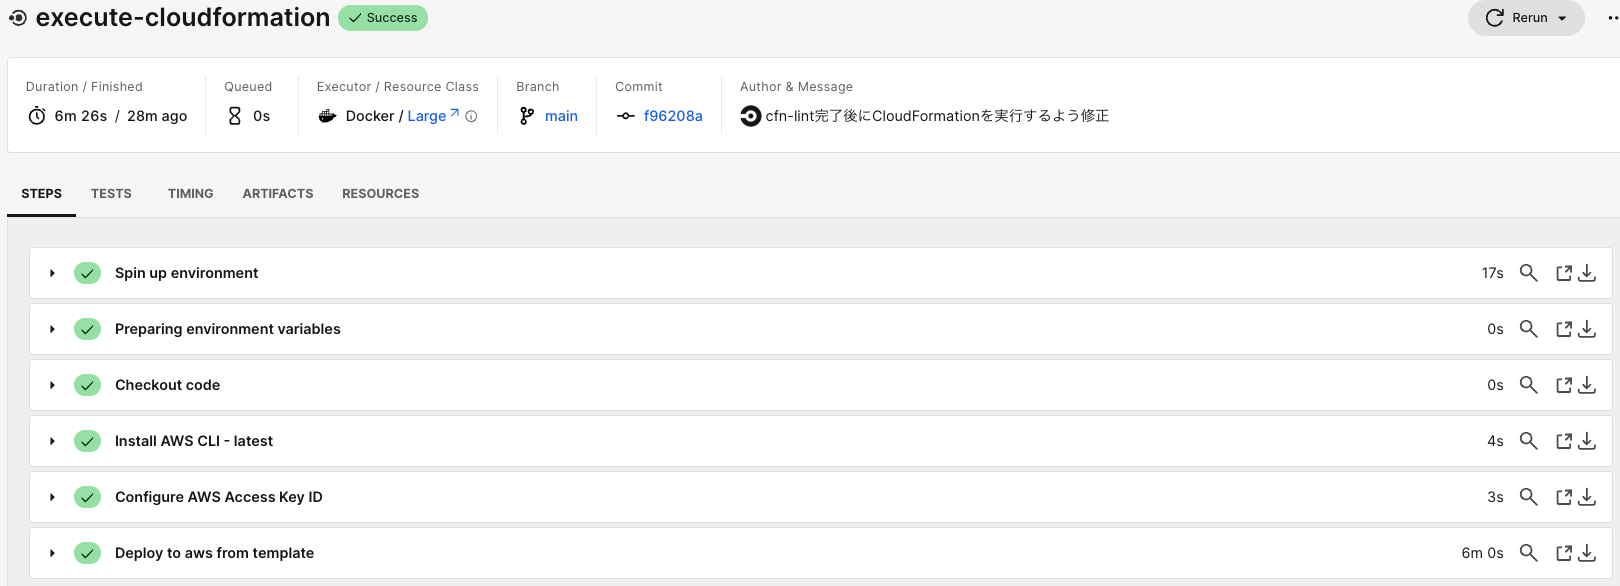 execute-cloudformation Success Rerun
Duration / Finished Queued Executor / Resource Class Branch Commit Author & Message
6m 26s / 28m ago 0s Docker / Large main f96208a cfn-lint完了後にCloudFormationを実行するよう修正
STEPS TESTS TIMING ARTIFACTS RESOURCES
Spin up environment 17s
Preparing environment variables 0s
Checkout code 0s
Install AWS CLI - latest 4s
Configure AWS Access Key ID 3s
Deploy to aws from template 6m 0s